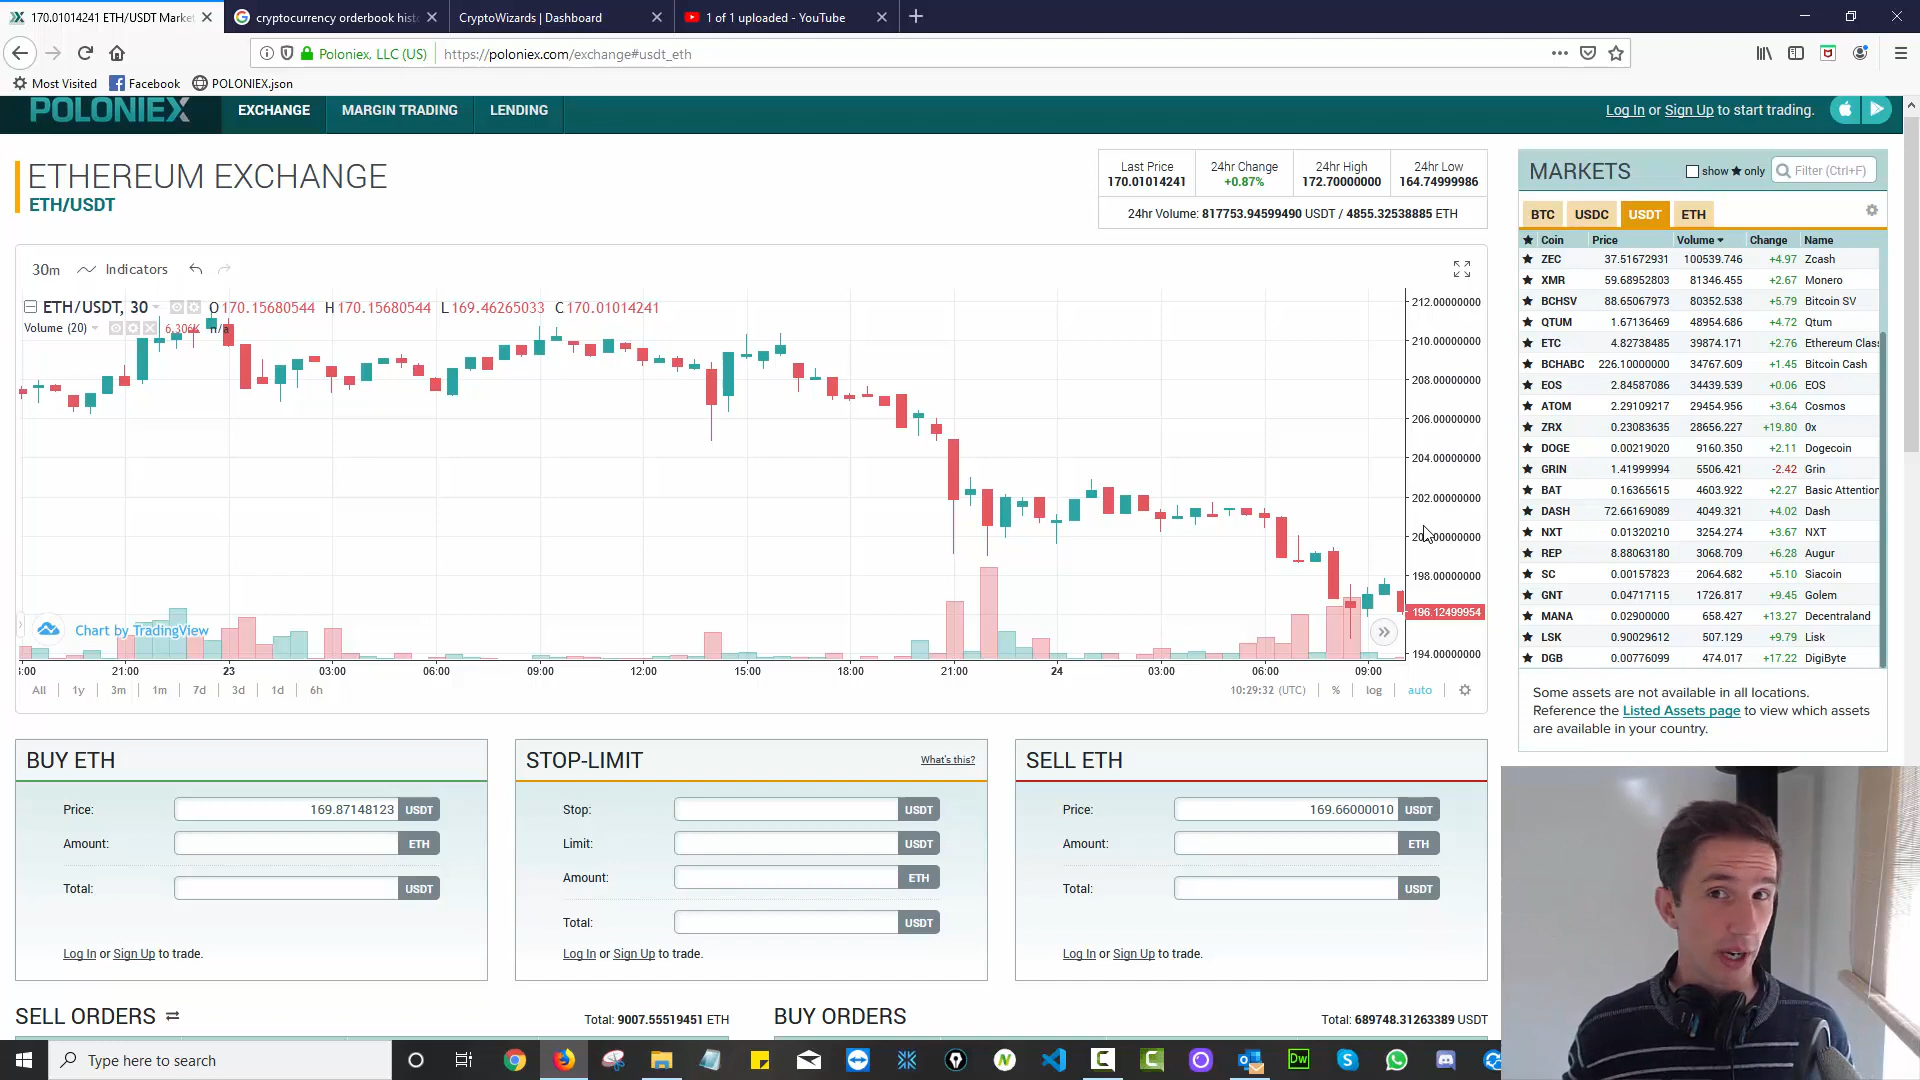 170.01014241 ETH/USDT Marke
cryptocurrency orderbook hist
CryptoWizards | Dashboard
1 of 1 uploaded - YouTube
Poloniex, LLC (US)
https://poloniex.com/exchange#usdt_eth
Most Visited
Facebook
POLONIEX.json
POLONIEX
EXCHANGE
MARGIN TRADING
LENDING
Log In or Sign Up to start trading.
ETHEREUM EXCHANGE
ETH/USDT
Last Price 24hr Change 24hr High 24hr Low
170.01014241 +0.87% 172.70000000 164.74999986
24hr Volume: 817753.94599490 USDT / 4855.32538885 ETH
30m Indicators
ETH/USDT, 30 O170.15680544 H170.15680544 L169.46265033 C170.01014241
Volume (20) 6.306K n/a
212.00000000
210.00000000
208.00000000
206.00000000
204.00000000
202.00000000
198.00000000
196.12499954
194.00000000
Chart by TradingView
:00 21:00 23 03:00 06:00 09:00 12:00 15:00 18:00 21:00 24 03:00 06:00 09:00
All 1y 3m 1m 7d 3d 1d 6h
10:29:32 (UTC) % log auto
MARKETS
show ★ only
Filter (Ctrl+F)
BTC USDC USDT ETH
Coin Price Volume Change Name
ZEC 37.51672931 100539.746 +4.97 Zcash
XMR 59.68952803 81346.455 +2.67 Monero
BCHSV 88.65067973 80352.538 +5.79 Bitcoin SV
QTUM 1.67136469 48954.686 +4.72 Qtum
ETC 4.82738485 39874.171 +2.76 Ethereum Clas
BCHABC 226.10000000 34767.609 +1.45 Bitcoin Cash
EOS 2.84587086 34439.539 +0.06 EOS
ATOM 2.29109217 29454.956 +3.64 Cosmos
ZRX 0.23083635 28656.227 +19.80 0x
DOGE 0.00219020 9160.350 +2.11 Dogecoin
GRIN 1.41999994 5506.421 -2.42 Grin
BAT 0.16365615 4603.922 +2.27 Basic Attention
DASH 72.66169089 4049.321 +4.02 Dash
NXT 0.01320210 3254.274 +3.67 NXT
REP 8.88063180 3068.709 +6.28 Augur
SC 0.00157823 2064.682 +5.10 Siacoin
GNT 0.04717115 1726.817 +9.45 Golem
MANA 0.02900000 658.427 +13.27 Decentraland
LSK 0.90029612 507.129 +9.79 Lisk
DGB 0.00776099 474.017 +17.22 DigiByte
Some assets are not available in all locations.
Reference the Listed Assets page to view which assets
are available in your country.
BUY ETH
Price: 169.87148123 USDT
Amount: ETH
Total: USDT
Log In or Sign Up to trade.
STOP-LIMIT What's this?
Stop: USDT
Limit: USDT
Amount: ETH
Total: USDT
Log In or Sign Up to trade.
SELL ETH
Price: 169.66000010 USDT
Amount: ETH
Total: USDT
Log In or Sign Up to trade.
SELL ORDERS
Total: 9007.55519451 ETH
BUY ORDERS
Total: 689748.31263389 USDT
Type here to search
Dw